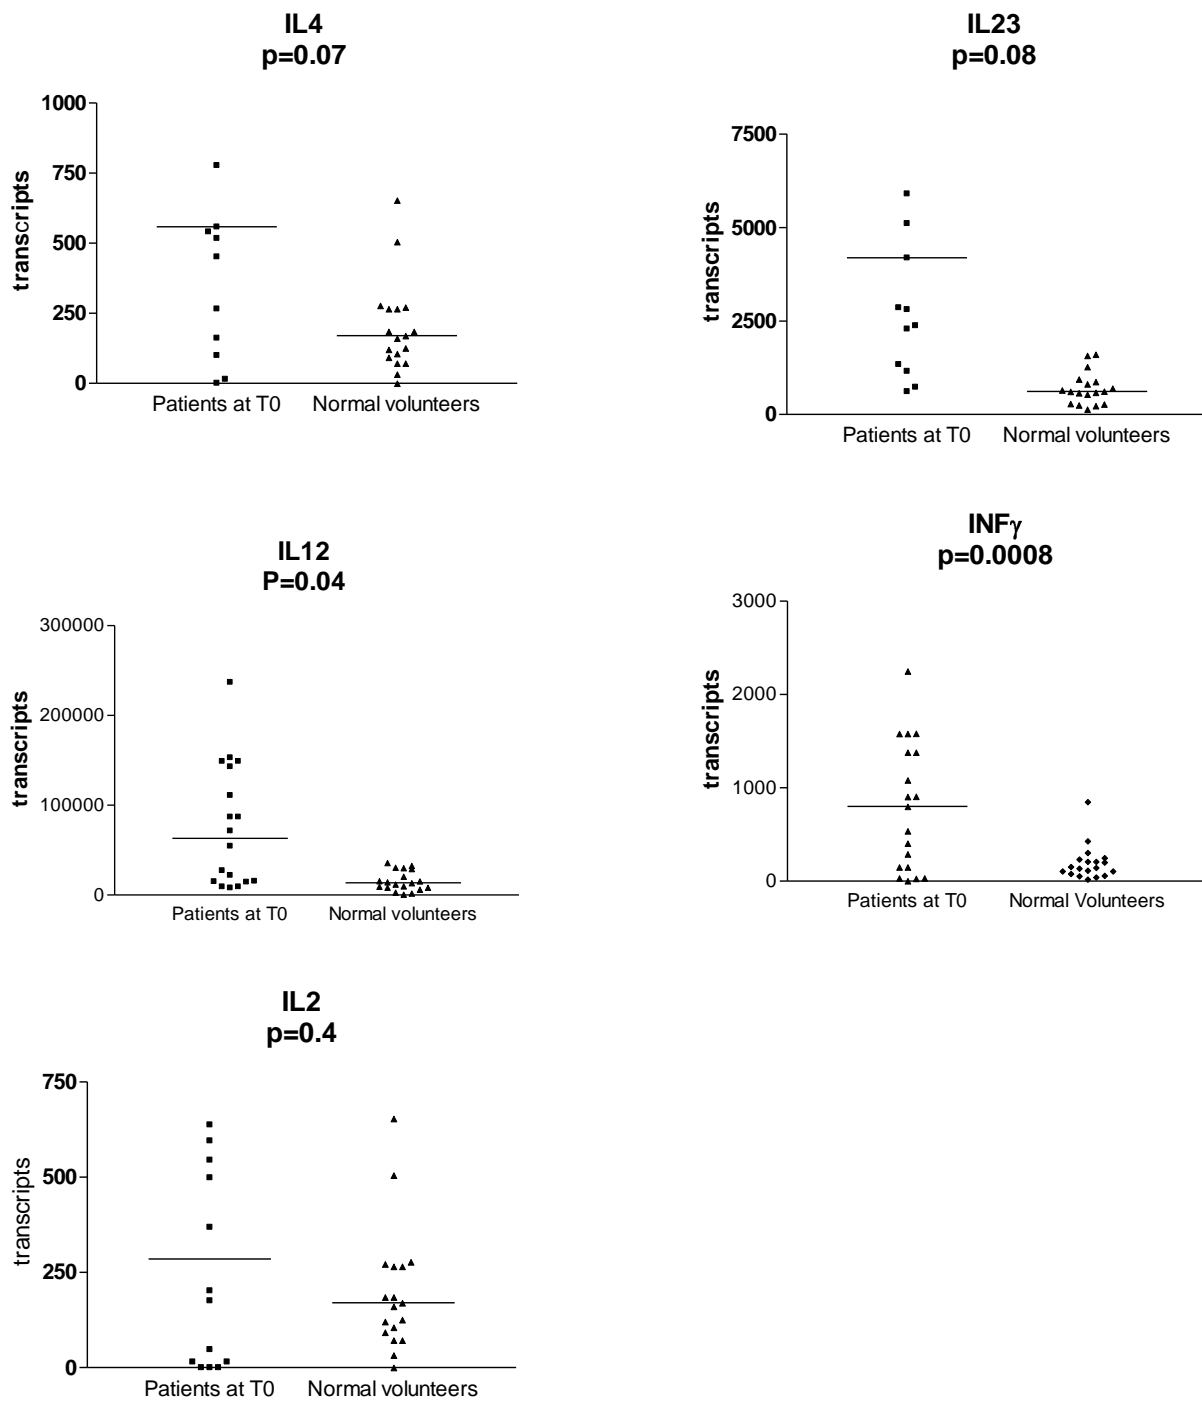 IL4
p=0.07
1000
750
500
250
0
transcripts
Patients at T0 Normal volunteers
IL23
p=0.08
7500
5000
2500
0
transcripts
Patients at T0 Normal volunteers
IL12
P=0.04
300000
200000
100000
0
transcripts
Patients at T0 Normal volunteers
INFγ
p=0.0008
3000
2000
1000
0
transcripts
Patients at T0 Normal Volunteers
IL2
p=0.4
750
500
250
0
transcripts
Patients at T0 Normal volunteers